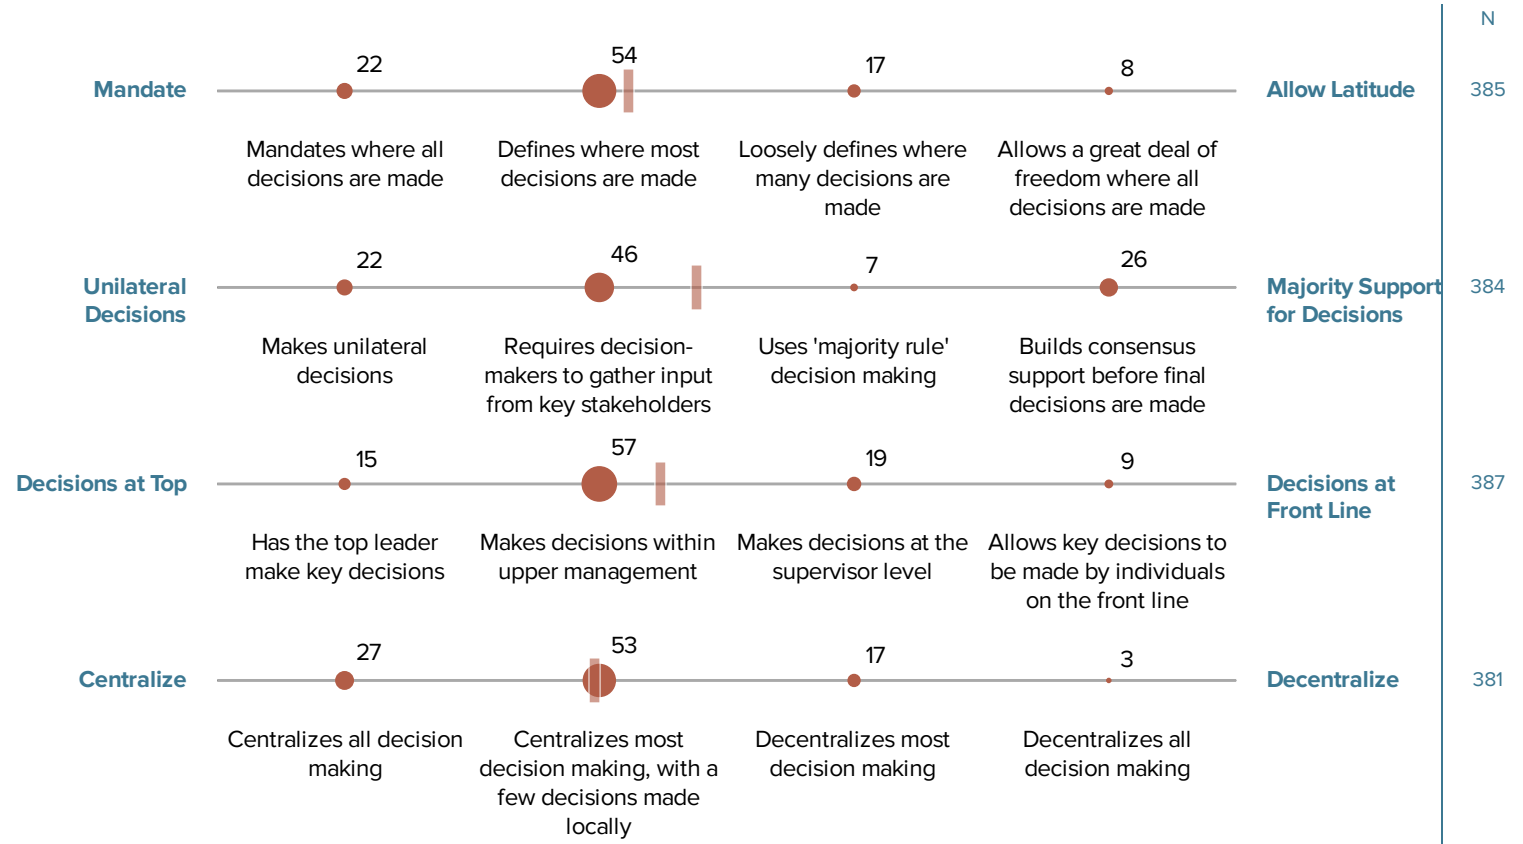 N
22
54
17
8
Mandate
Allow Latitude
385
Mandates where all
decisions are made
Defines where most
decisions are made
Loosely defines where
many decisions are
made
Allows a great deal of
freedom where all
decisions are made
22
46
7
26
Unilateral
Decisions
Majority Support
for Decisions
384
Makes unilateral
decisions
Requires decision-
makers to gather input
from key stakeholders
Uses 'majority rule'
decision making
Builds consensus
support before final
decisions are made
15
57
19
9
Decisions at Top
Decisions at
Front Line
387
Has the top leader
make key decisions
Makes decisions within
upper management
Makes decisions at the
supervisor level
Allows key decisions to
be made by individuals
on the front line
27
53
17
3
Centralize
Decentralize
381
Centralizes all decision
making
Centralizes most
decision making, with a
few decisions made
locally
Decentralizes most
decision making
Decentralizes all
decision making